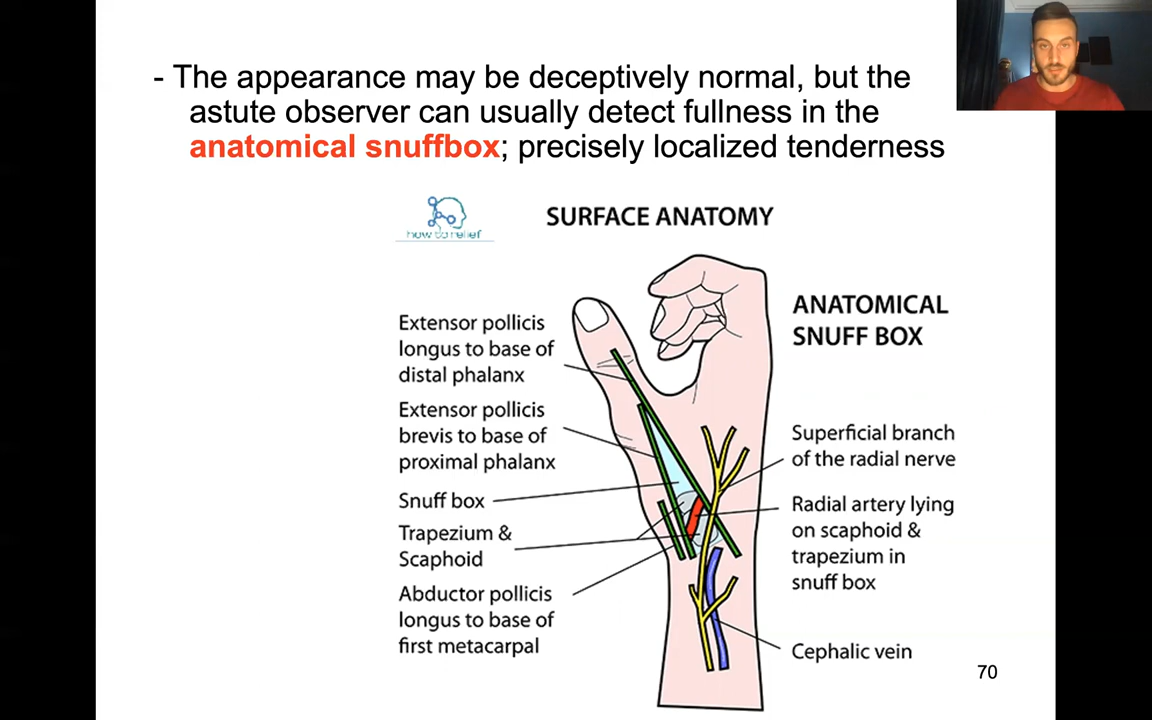 - The appearance may be deceptively normal, but the
astute observer can usually detect fullness in the
anatomical snuffbox; precisely localized tenderness
how to relief
SURFACE ANATOMY
ANATOMICAL
SNUFF BOX
Extensor pollicis
longus to base of
distal phalanx
Extensor pollicis
brevis to base of
proximal phalanx
Snuff box
Trapezium &
Scaphoid
Abductor pollicis
longus to base of
first metacarpal
Superficial branch
of the radial nerve
Radial artery lying
on scaphoid &
trapezium in
snuff box
Cephalic vein
70